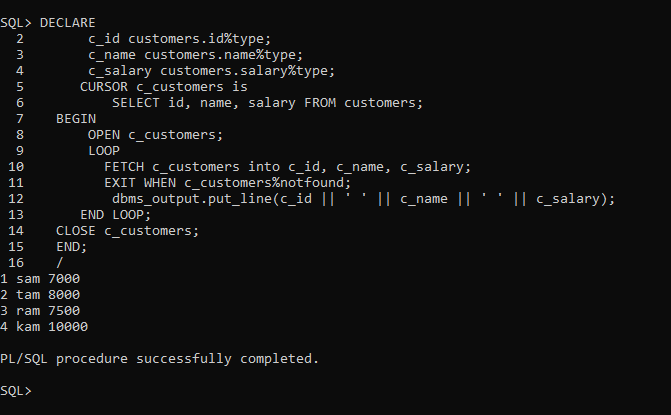 SQL> DECLARE
  2        c_id customers.id%type;
  3        c_name customers.name%type;
  4        c_salary customers.salary%type;
  5       CURSOR c_customers is
  6           SELECT id, name, salary FROM customers;
  7    BEGIN
  8        OPEN c_customers;
  9        LOOP
 10          FETCH c_customers into c_id, c_name, c_salary;
 11          EXIT WHEN c_customers%notfound;
 12           dbms_output.put_line(c_id || ' ' || c_name || ' ' || c_salary);
 13       END LOOP;
 14    CLOSE c_customers;
 15    END;
 16    /
1 sam 7000
2 tam 8000
3 ram 7500
4 kam 10000
PL/SQL procedure successfully completed.
SQL>